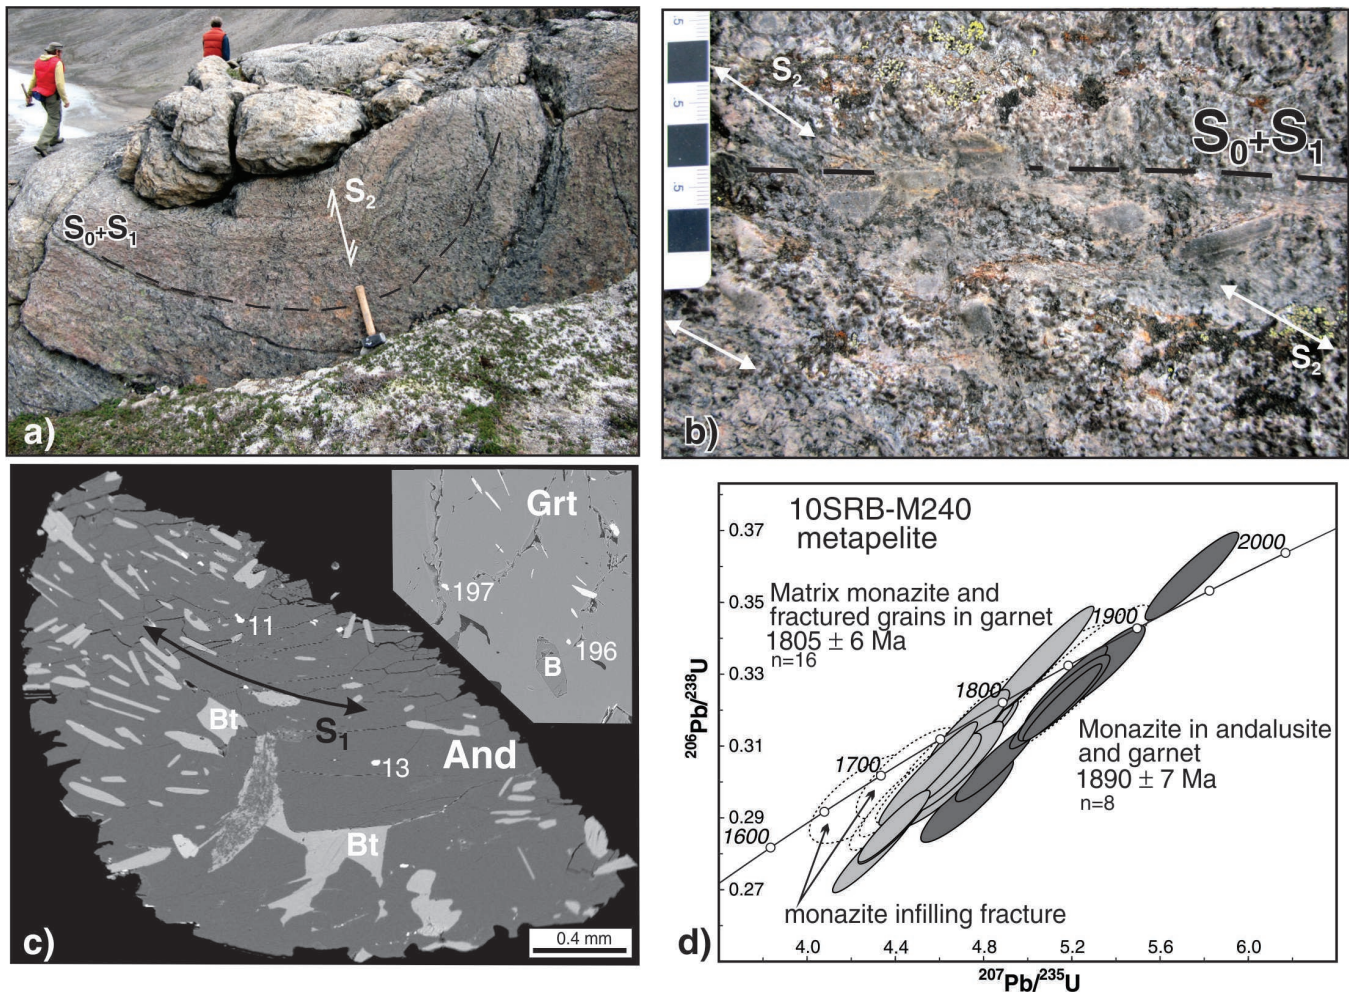 S₂
S₀+S₁
a)
.5
S₂
S₀+S₁
.5
.5
S₂
b)
Grt
197
196
B
11
Bt
S₁
And
13
Bt
0.4 mm
c)
10SRB-M240
metapelite
Matrix monazite and
fractured grains in garnet
1805 ± 6 Ma
n=16
Monazite in andalusite
and garnet
1890 ± 7 Ma
n=8
monazite infilling fracture
2000
1900
1800
1700
1600
0.37
0.35
0.33
0.31
0.29
0.27
²⁰⁶Pb/²³⁸U
4.0 4.4 4.8 5.2 5.6 6.0
²⁰⁷Pb/²³⁵U
d)